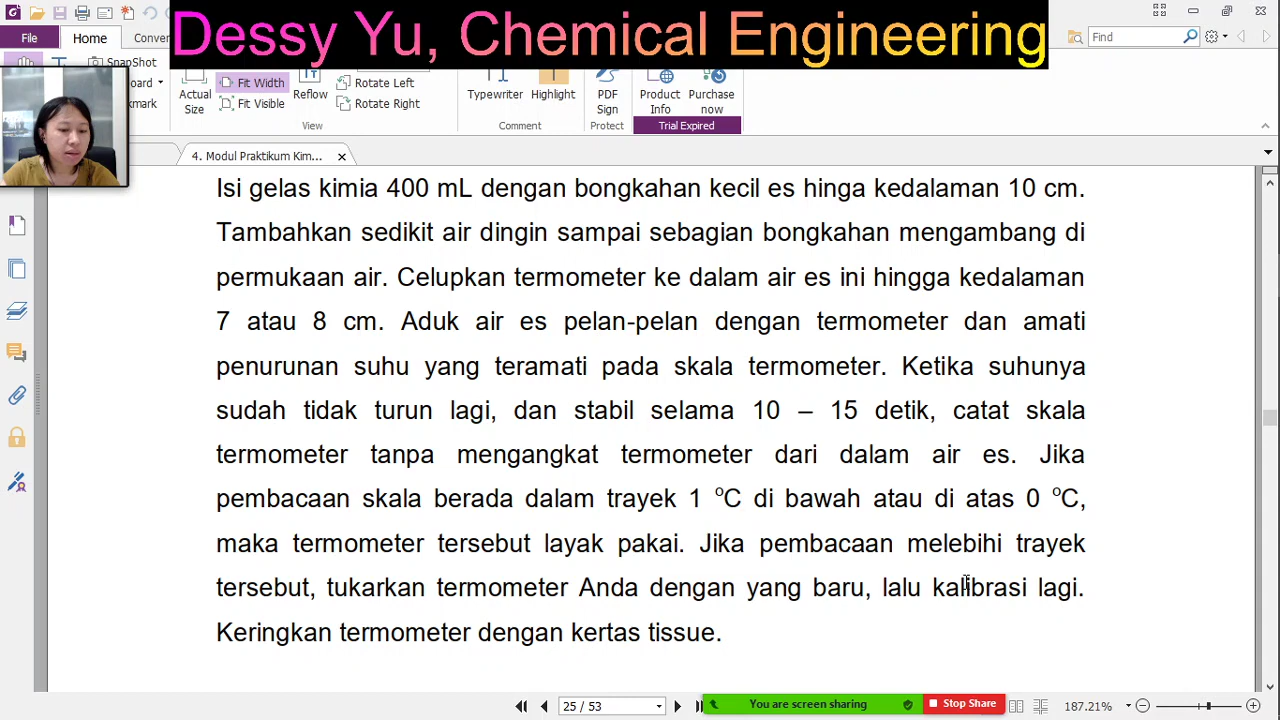 Dessy Yu, Chemical Engineering
Find
File
Home
Conver
SnapShot
Actual Size
Fit Width
Fit Visible
Reflow
Rotate Left
Rotate Right
View
Typewriter
Highlight
Comment
PDF Sign
Protect
Product Info
Purchase now
Trial Expired
4. Modul Praktikum Kim...
Isi gelas kimia 400 mL dengan bongkahan kecil es hingga kedalaman 10 cm.
Tambahkan sedikit air dingin sampai sebagian bongkahan mengambang di
permukaan air. Celupkan termometer ke dalam air es ini hingga kedalaman
7 atau 8 cm. Aduk air es pelan-pelan dengan termometer dan amati
penurunan suhu yang teramati pada skala termometer. Ketika suhunya
sudah tidak turun lagi, dan stabil selama 10 – 15 detik, catat skala
termometer tanpa mengangkat termometer dari dalam air es. Jika
pembacaan skala berada dalam trayek 1 °C di bawah atau di atas 0 °C,
maka termometer tersebut layak pakai. Jika pembacaan melebihi trayek
tersebut, tukarkan termometer Anda dengan yang baru, lalu kalibrasi lagi.
Keringkan termometer dengan kertas tissue.
25 / 53
You are screen sharing
Stop Share
187.21%